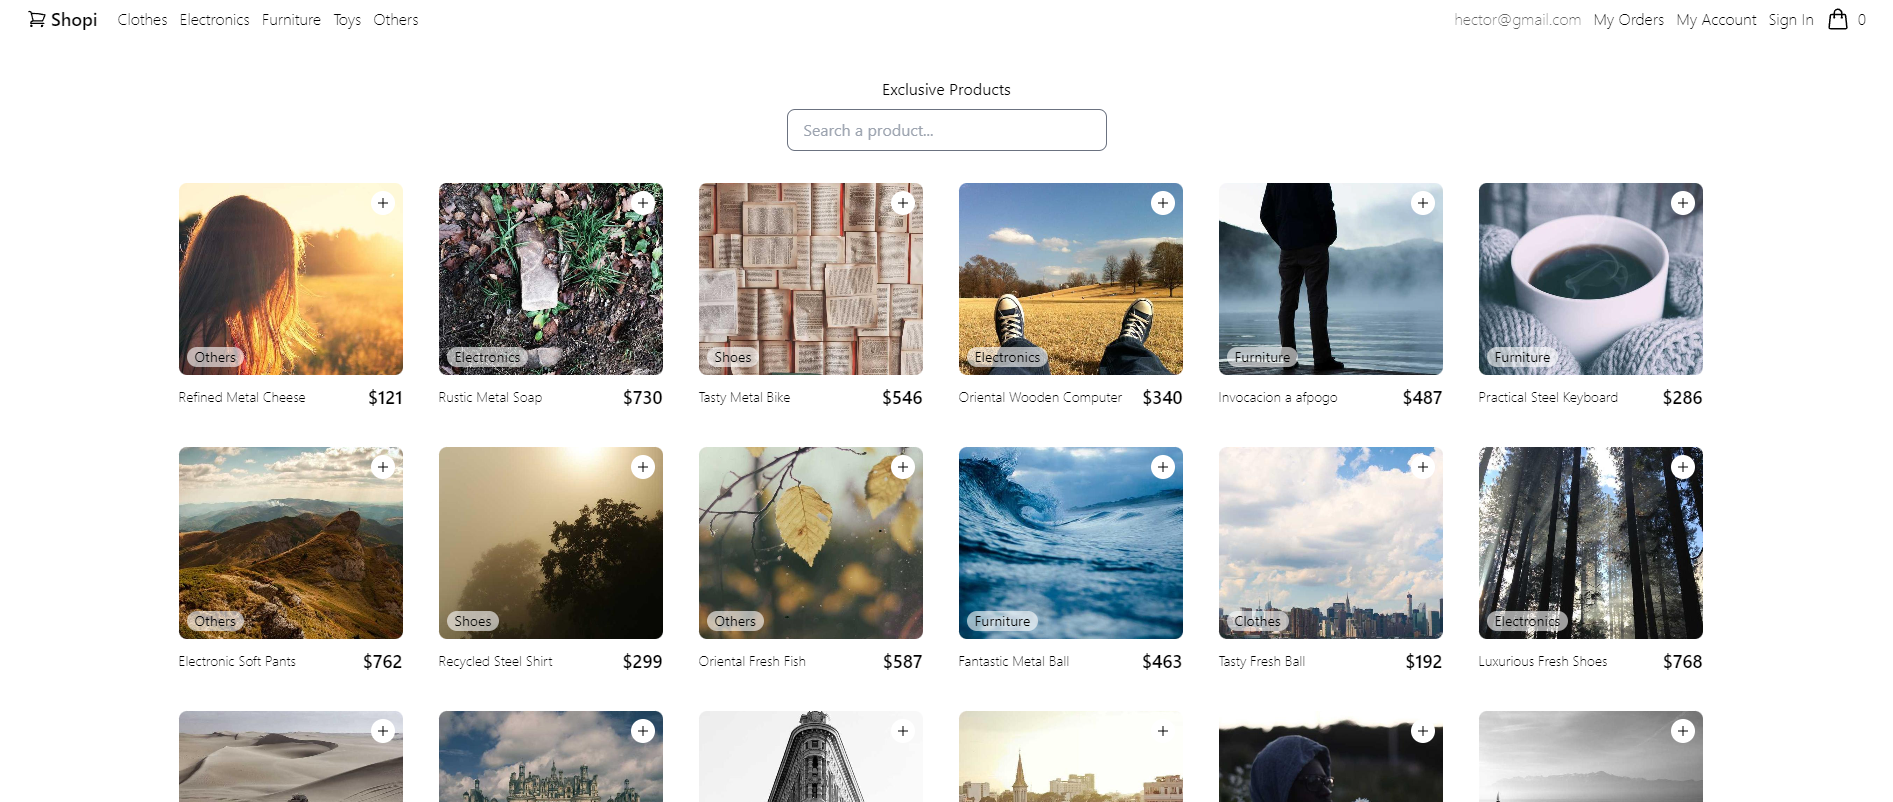 Shopi Clothes Electronics Furniture Toys Others hector@gmail.com My Orders My Account Sign In 0
Exclusive Products
Search a product...
Others Electronics Shoes Electronics Furniture Furniture
Refined Metal Cheese $121 Rustic Metal Soap $730 Tasty Metal Bike $546 Oriental Wooden Computer $340 Invocacion a afpogo $487 Practical Steel Keyboard $286
Others Shoes Others Furniture Clothes Electronics
Electronic Soft Pants $762 Recycled Steel Shirt $299 Oriental Fresh Fish $587 Fantastic Metal Ball $463 Tasty Fresh Ball $192 Luxurious Fresh Shoes $768